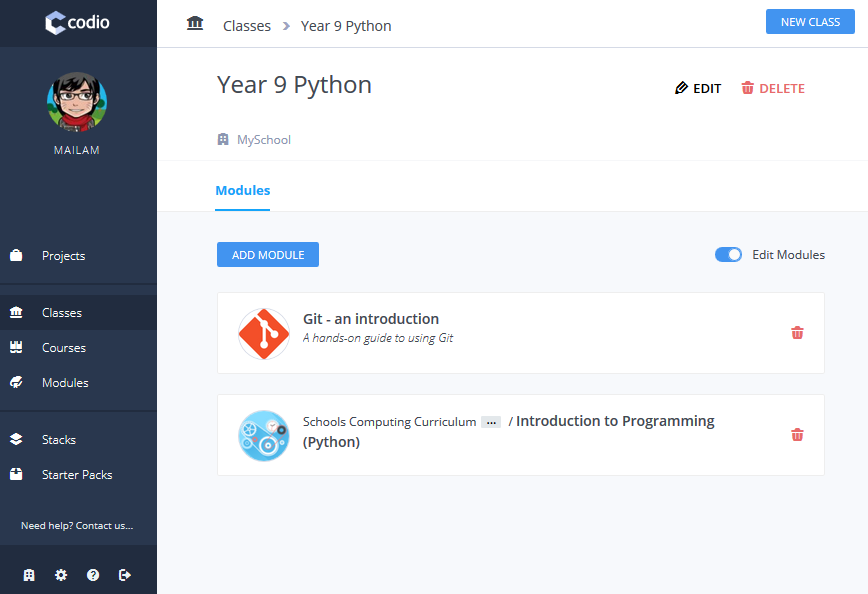 codio
Classes > Year 9 Python
NEW CLASS
MAILAM
Projects
Classes
Courses
Modules
Stacks
Starter Packs
Need help? Contact us...
Year 9 Python
EDIT
DELETE
MySchool
Modules
ADD MODULE
Edit Modules
Git - an introduction
A hands-on guide to using Git
Schools Computing Curriculum ... / Introduction to Programming
(Python)